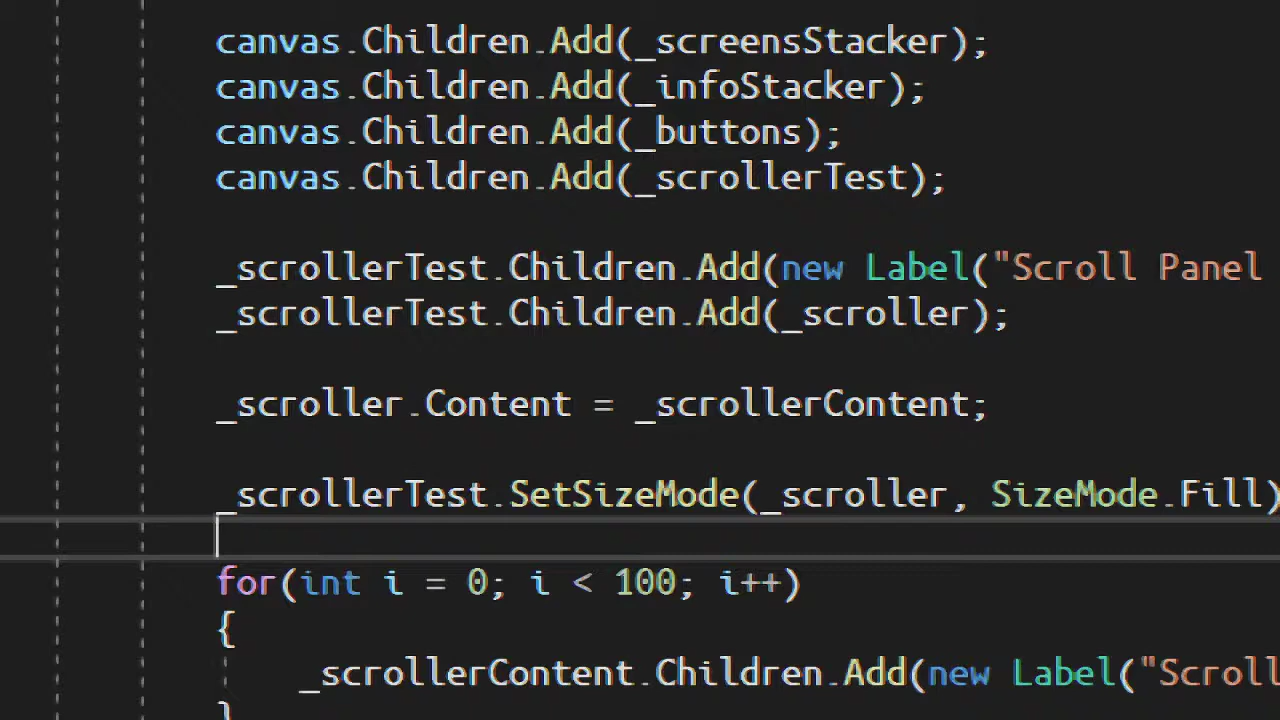 canvas.Children.Add(_screensStacker);
canvas.Children.Add(_infoStacker);
canvas.Children.Add(_buttons);
canvas.Children.Add(_scrollerTest);
_scrollerTest.Children.Add(new Label("Scroll Panel
_scrollerTest.Children.Add(_scroller);
_scroller.Content = _scrollerContent;
_scrollerTest.SetSizeMode(_scroller, SizeMode.Fill)
for(int i = 0; i < 100; i++)
{
_scrollerContent.Children.Add(new Label("Scroll
}